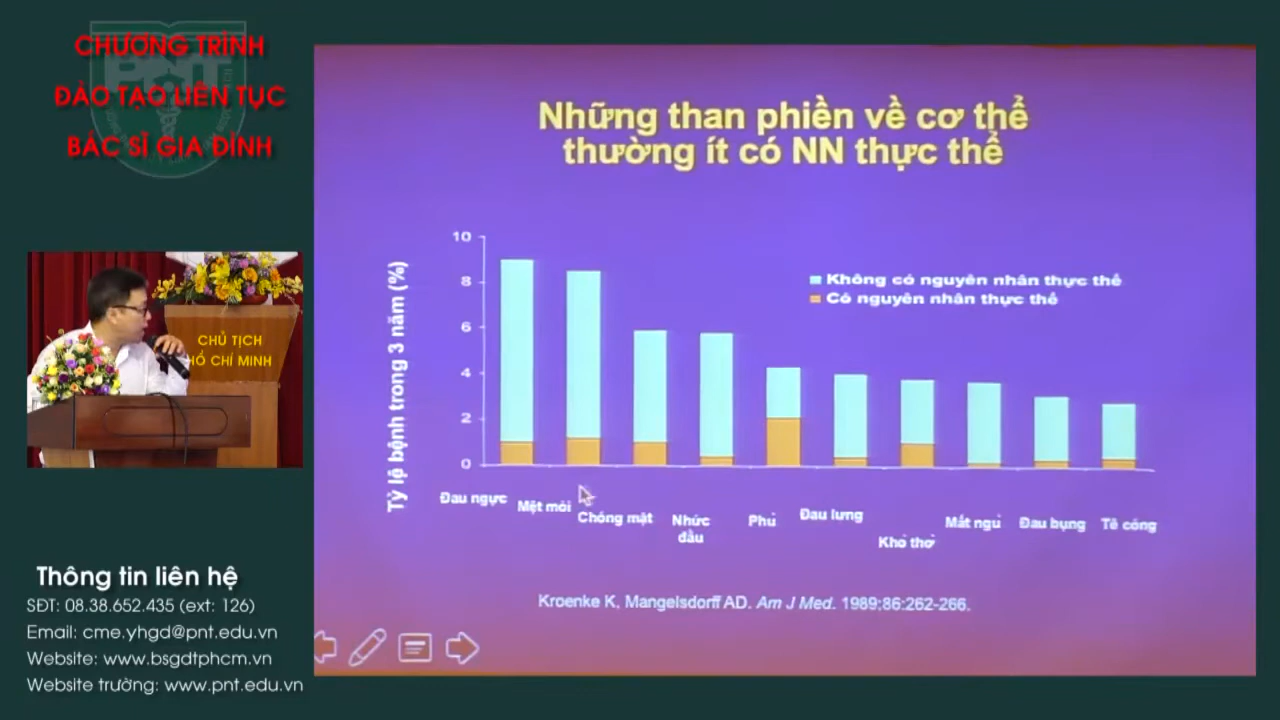 CHƯƠNG TRÌNH
ĐÀO TẠO LIÊN TỤC
BÁC SĨ GIA ĐÌNH
PNT
CHỦ TỊCH
HỒ CHÍ MINH
Thông tin liên hệ
SĐT: 08.38.652.435 (ext: 126)
Email: cme.yhgd@pnt.edu.vn
Website: www.bsgdtphcm.vn
Website trường: www.pnt.edu.vn
Những than phiền về cơ thể
thường ít có NN thực thể
Tỷ lệ bệnh trong 3 năm (%)
10
8
6
4
2
0
Không có nguyên nhân thực thể
Có nguyên nhân thực thể
Đau ngực
Mệt mỏi
Chóng mặt
Nhức
đầu
Phù
Đau lưng
Khó thở
Mất ngủ
Đau bụng
Tê cóng
Kroenke K, Mangelsdorff AD. Am J Med. 1989;86:262-266.